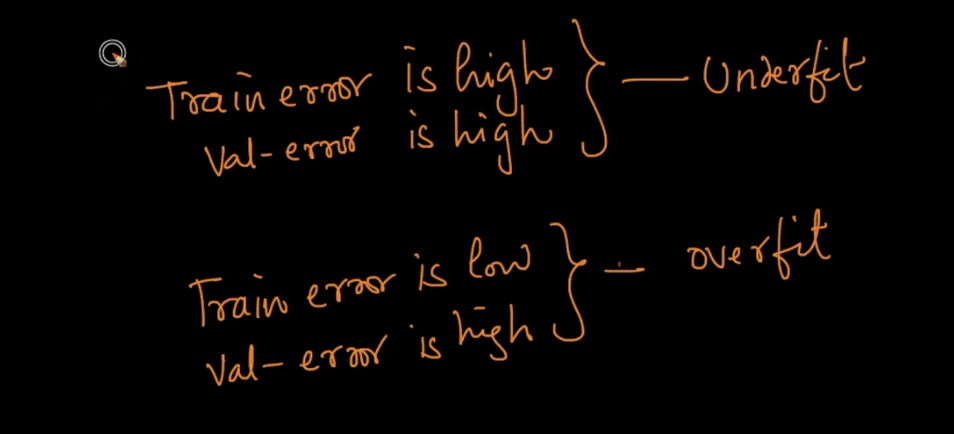 Train error is high } — Underfit
Val-error is high
Train error is low } — overfit
Val-error is high